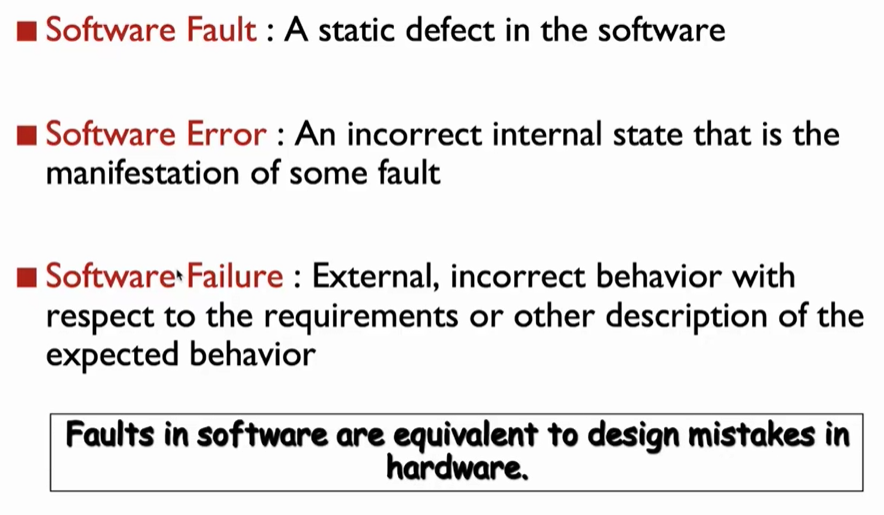 Software Fault : A static defect in the software
Software Error : An incorrect internal state that is the
manifestation of some fault
Software Failure : External, incorrect behavior with
respect to the requirements or other description of the
expected behavior
Faults in software are equivalent to design mistakes in
hardware.